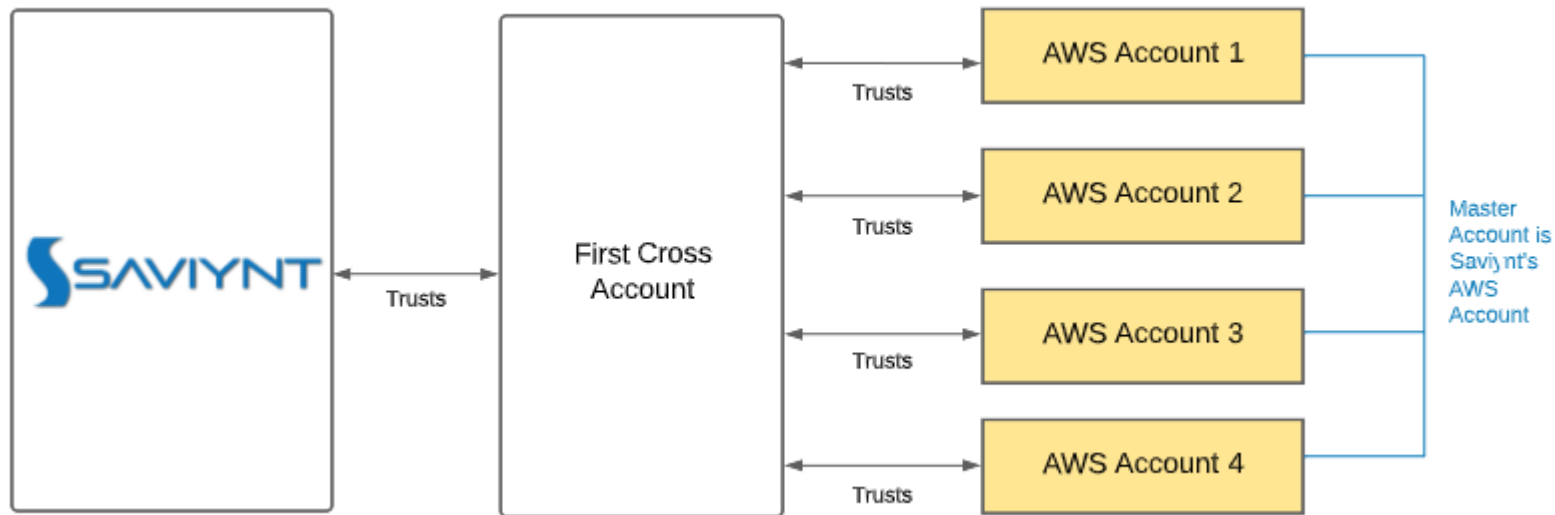 SAVIYNT
Trusts
First Cross
Account
Trusts
Trusts
Trusts
Trusts
AWS Account 1
AWS Account 2
AWS Account 3
AWS Account 4
Master
Account is
Saviynt's
AWS
Account